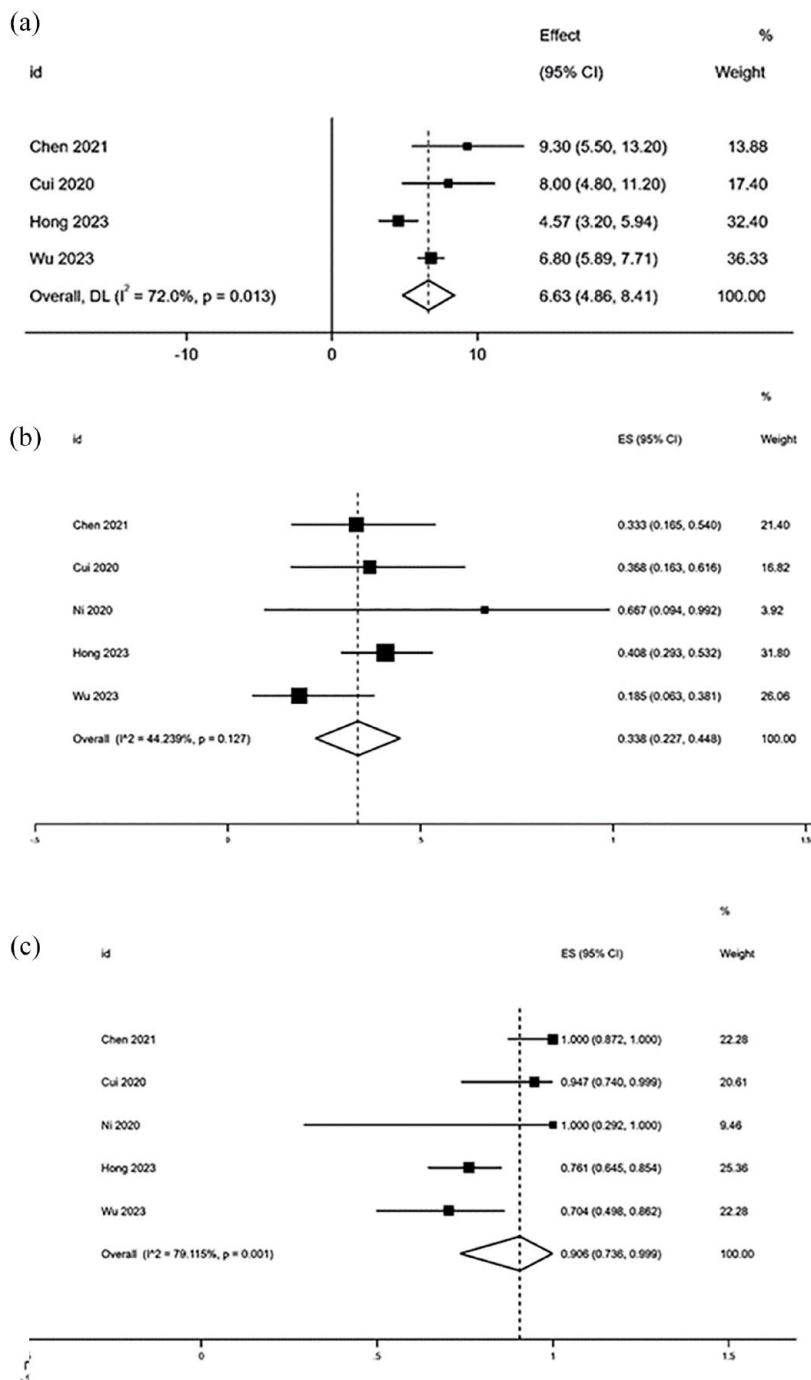 (a)
Effect %
id (95% CI) Weight
Chen 2021 9.30 (5.50, 13.20) 13.88
Cui 2020 8.00 (4.80, 11.20) 17.40
Hong 2023 4.57 (3.20, 5.94) 32.40
Wu 2023 6.80 (5.89, 7.71) 36.33
Overall, DL (I² = 72.0%, p = 0.013) 6.63 (4.86, 8.41) 100.00
-10 0 10
%
(b)
id ES (95% CI) Weight
Chen 2021 0.333 (0.165, 0.540) 21.40
Cui 2020 0.368 (0.163, 0.616) 16.82
Ni 2020 0.667 (0.094, 0.992) 3.92
Hong 2023 0.408 (0.293, 0.532) 31.80
Wu 2023 0.185 (0.063, 0.381) 26.06
Overall (I^2 = 44.239%, p = 0.127) 0.338 (0.227, 0.448) 100.00
-.5 0 .5 1 1.5
%
(c)
id ES (95% CI) Weight
Chen 2021 1.000 (0.872, 1.000) 22.28
Cui 2020 0.947 (0.740, 0.999) 20.61
Ni 2020 1.000 (0.292, 1.000) 9.46
Hong 2023 0.761 (0.645, 0.854) 25.36
Wu 2023 0.704 (0.498, 0.862) 22.28
Overall (I^2 = 79.115%, p = 0.001) 0.906 (0.736, 0.999) 100.00
0 .5 1 1.5